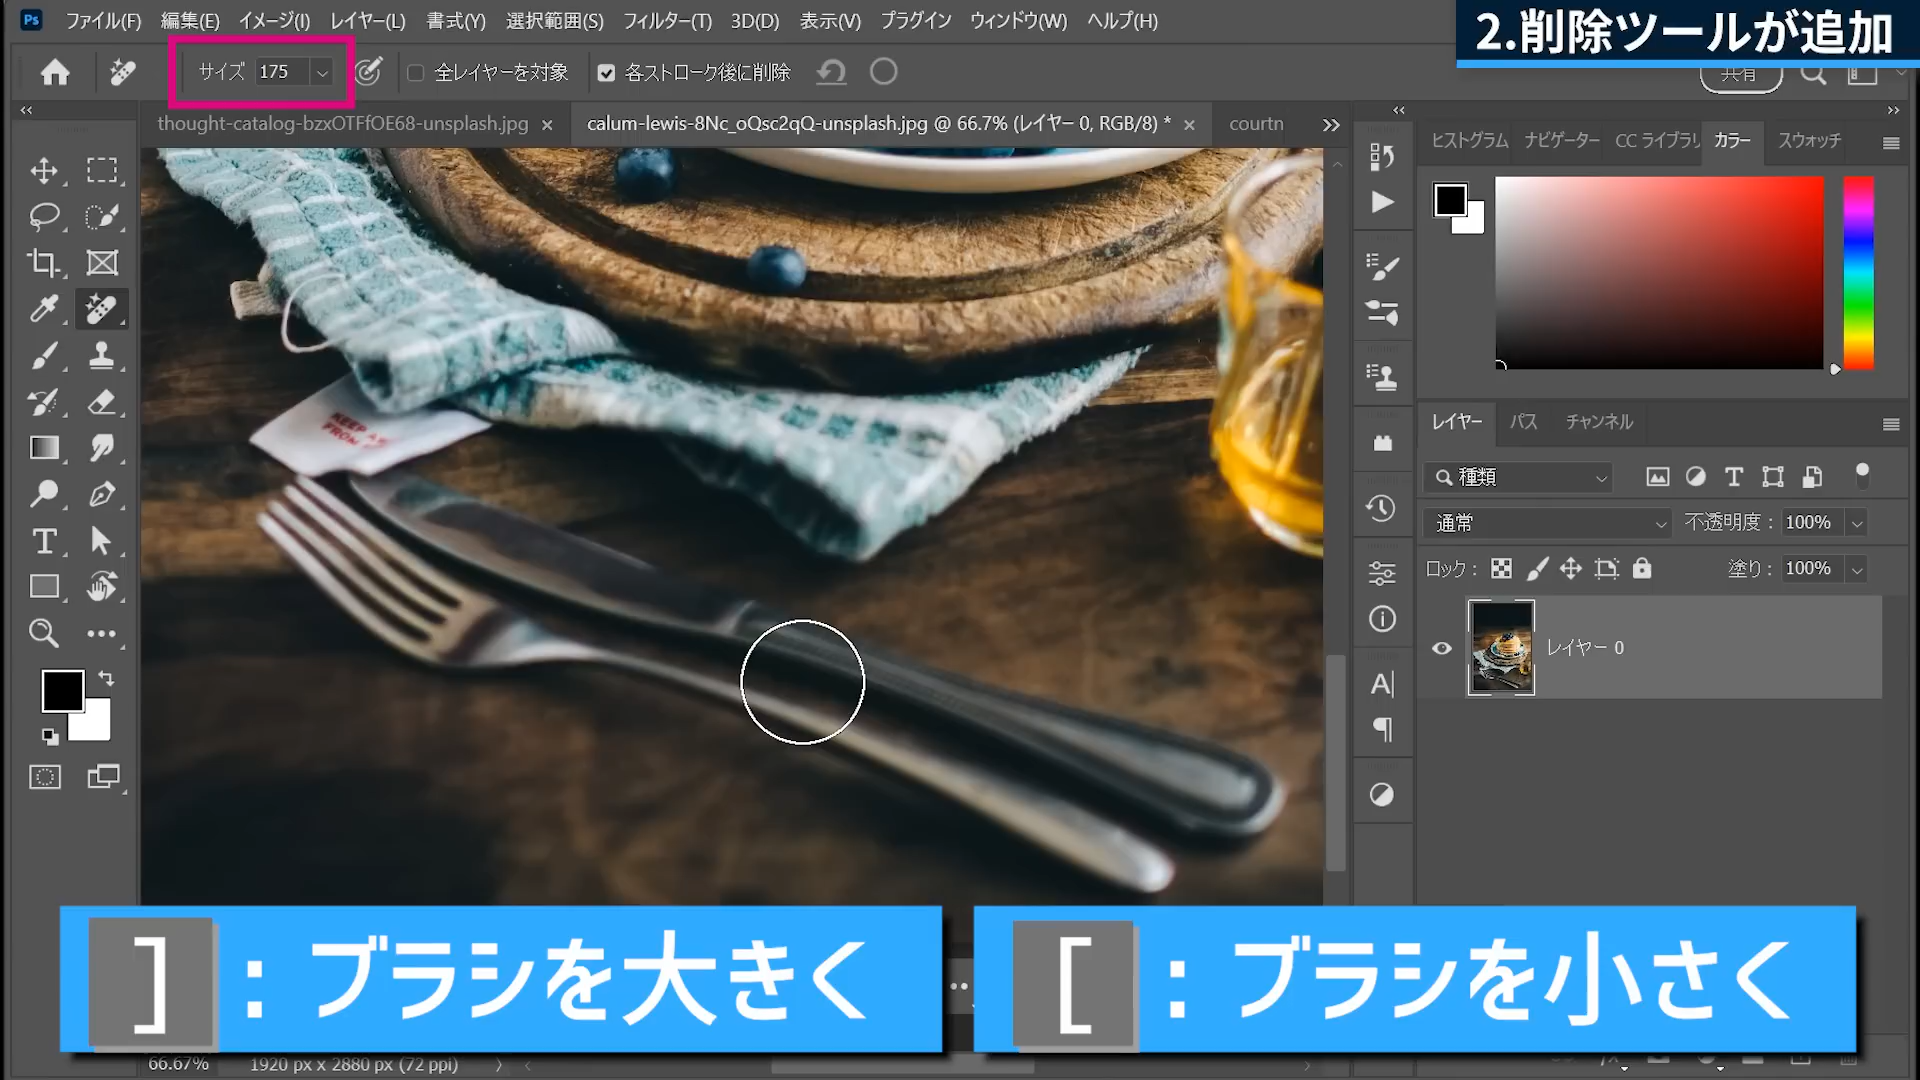 Ps ファイル(F) 編集(E) イメージ(I) レイヤー(L) 書式(Y) 選択範囲(S) フィルター(T) 3D(D) 表示(V) プラグイン ウィンドウ(W) ヘルプ(H)
2.削除ツールが追加
サイズ 175 全レイヤーを対象 各ストローク後に削除 共有
thought-catalog-bzxOTFfOE68-unsplash.jpg × calum-lewis-8Nc_oQsc2qQ-unsplash.jpg @ 66.7% (レイヤー 0, RGB/8) * × courtn
ヒストグラム ナビゲーター CC ライブラリ カラー スウォッチ
KEEP
FROM
レイヤー パス チャンネル
種類
通常 不透明度 : 100%
ロック : 塗り : 100%
レイヤー 0
] : ブラシを大きく
[ : ブラシを小さく
66.67% 1920 px x 2880 px (72 ppi)